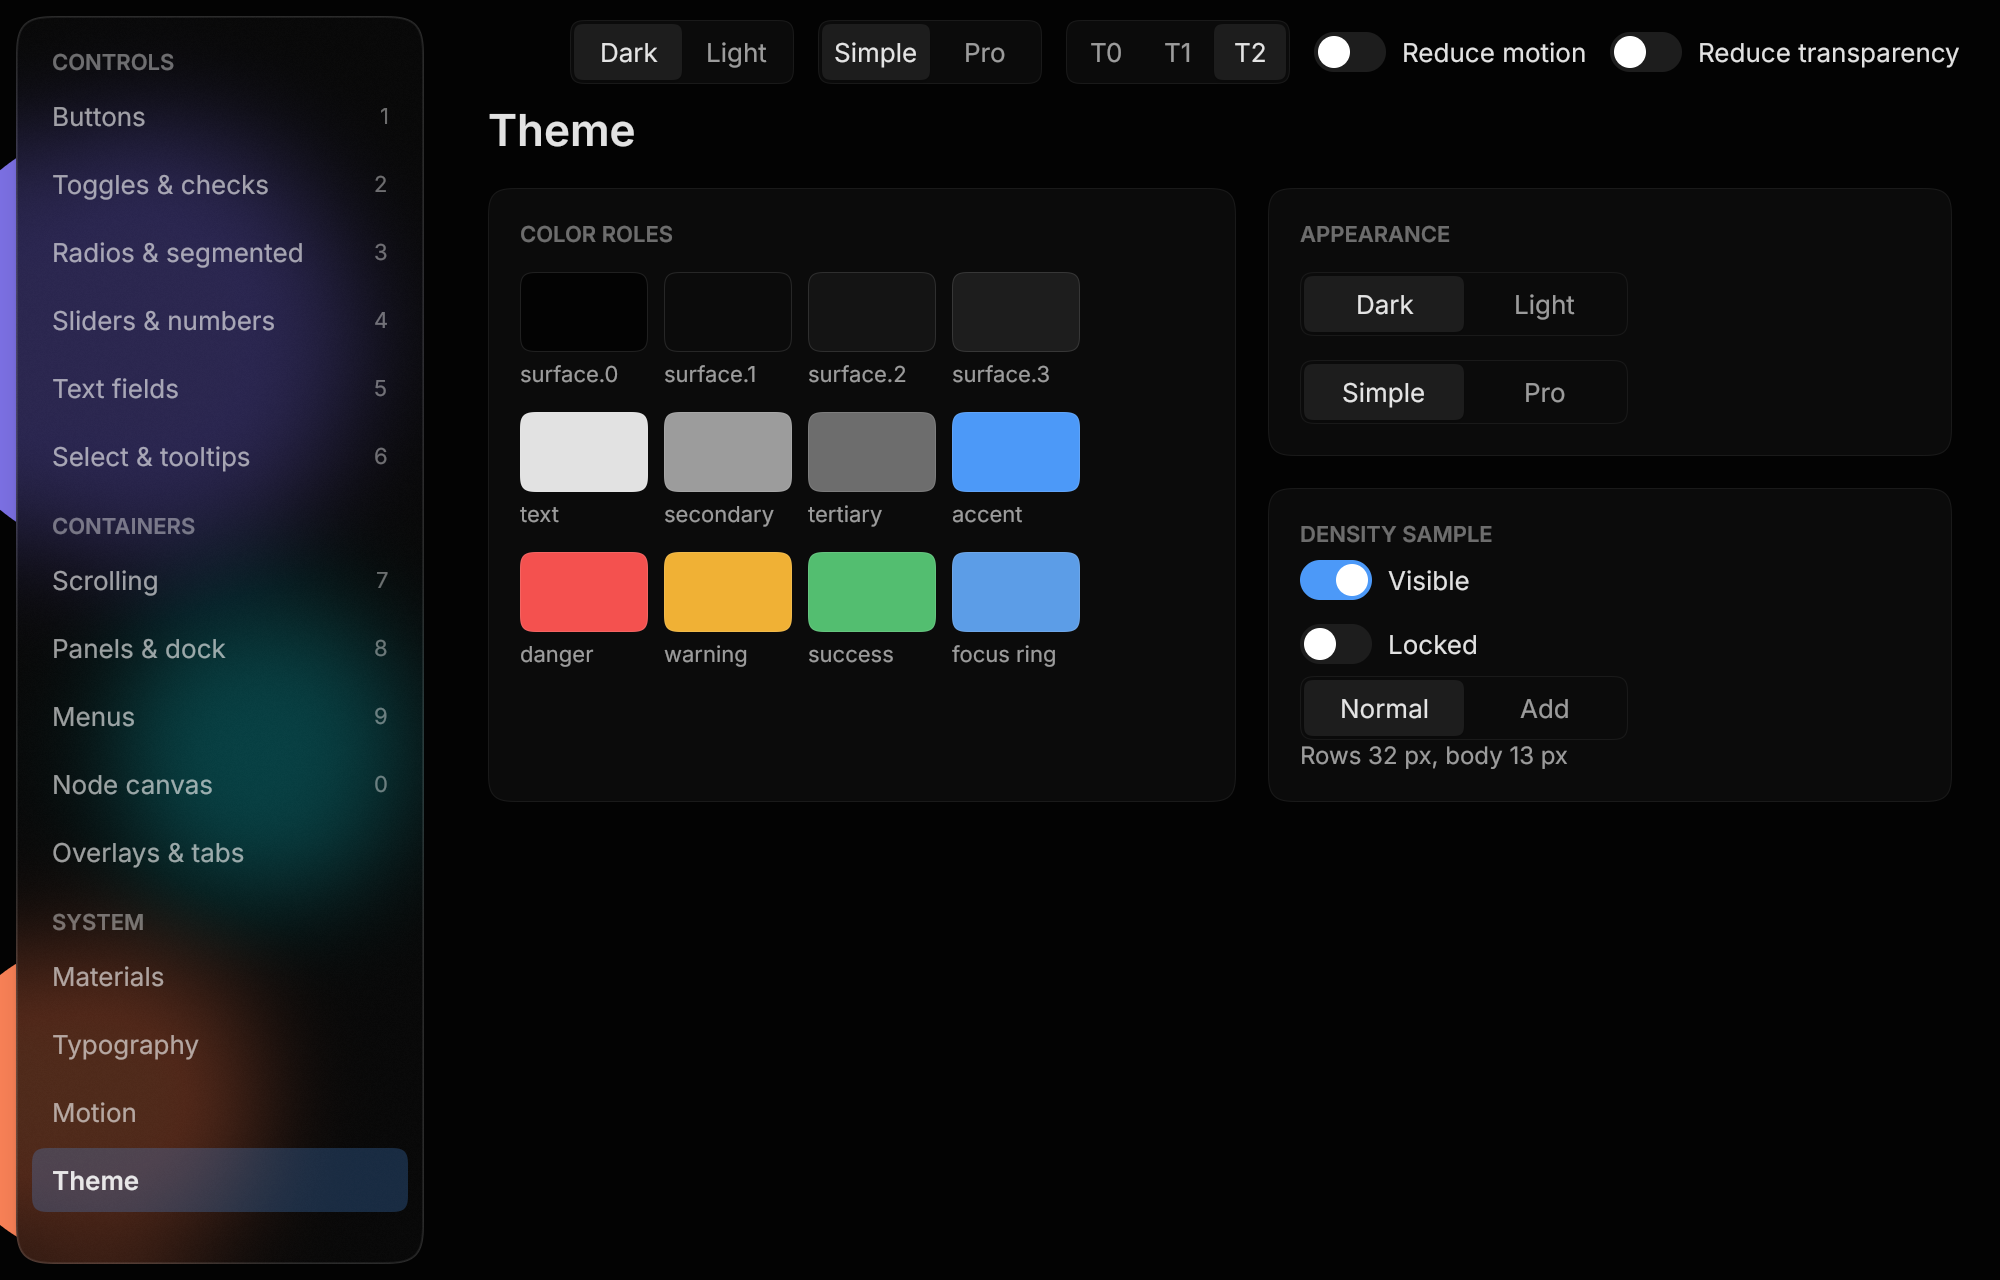 CONTROLS
Buttons 1
Toggles & checks 2
Radios & segmented 3
Sliders & numbers 4
Text fields 5
Select & tooltips 6
CONTAINERS
Scrolling 7
Panels & dock 8
Menus 9
Node canvas 0
Overlays & tabs
SYSTEM
Materials
Typography
Motion
Theme
Dark Light Simple Pro T0 T1 T2 Reduce motion Reduce transparency
Theme
COLOR ROLES
surface.0 surface.1 surface.2 surface.3
text secondary tertiary accent
danger warning success focus ring
APPEARANCE
Dark Light
Simple Pro
DENSITY SAMPLE
Visible
Locked
Normal Add
Rows 32 px, body 13 px